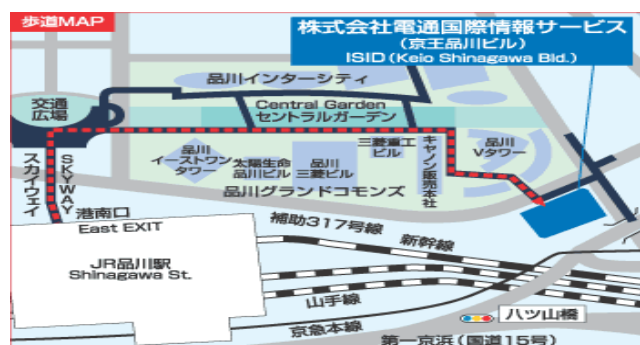 歩道MAP
株式会社電通国際情報サービス
(京王品川ビル)
ISID (Keio Shinagawa Bld.)
品川インターシティ
交通
広場
Central Garden
セントラルガーデン
品川
イーストワン
タワー
太陽生命
品川ビル
品川
三菱ビル
三菱重工
ビル
キヤノン販売本社
品川
Vタワー
品川グランドコモンズ
スカイウェイ
SKYWAY
港南口
East EXIT
JR品川駅
Shinagawa St.
補助317号線
新幹線
山手線
京急本線
八ツ山橋
第一京浜(国道15号)